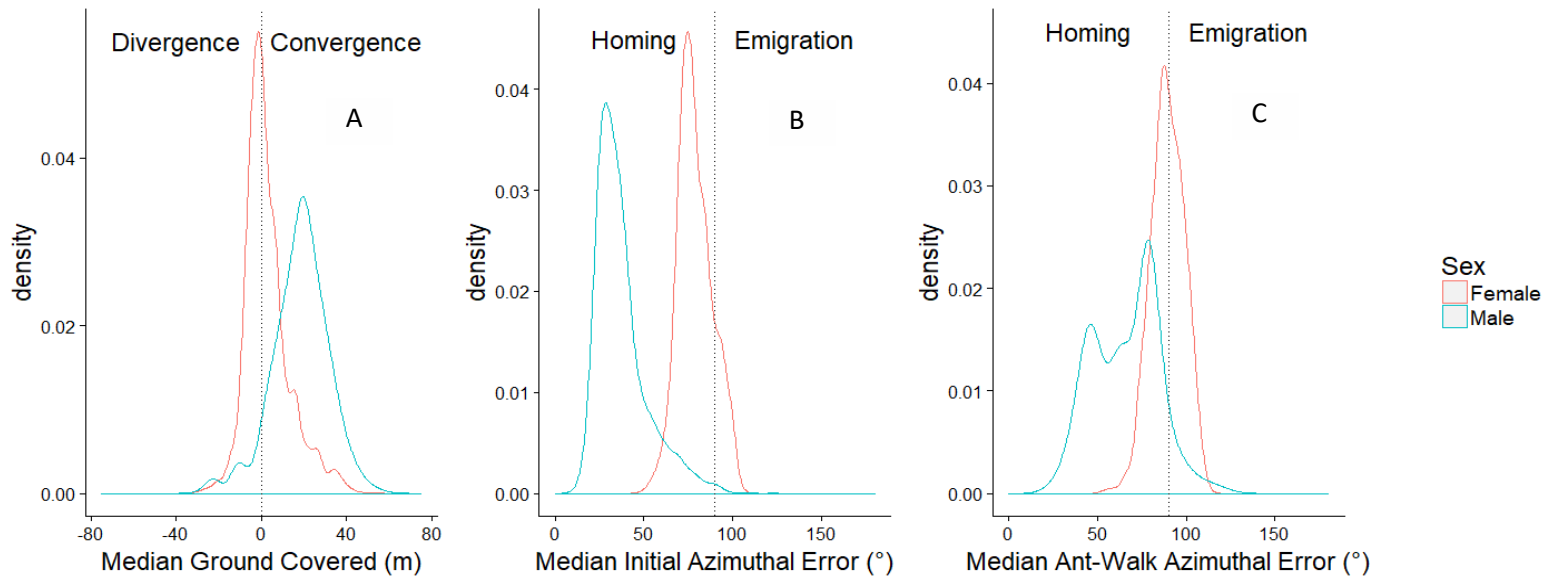 Divergence Convergence
A
0.04
0.02
0.00
density
-80 -40 0 40 80
Median Ground Covered (m)
Homing Emigration
B
0.04
0.03
0.02
0.01
0.00
density
0 50 100 150
Median Initial Azimuthal Error (°)
Homing Emigration
C
0.04
0.03
0.02
0.01
0.00
density
0 50 100 150
Median Ant-Walk Azimuthal Error (°)
Sex
Female
Male